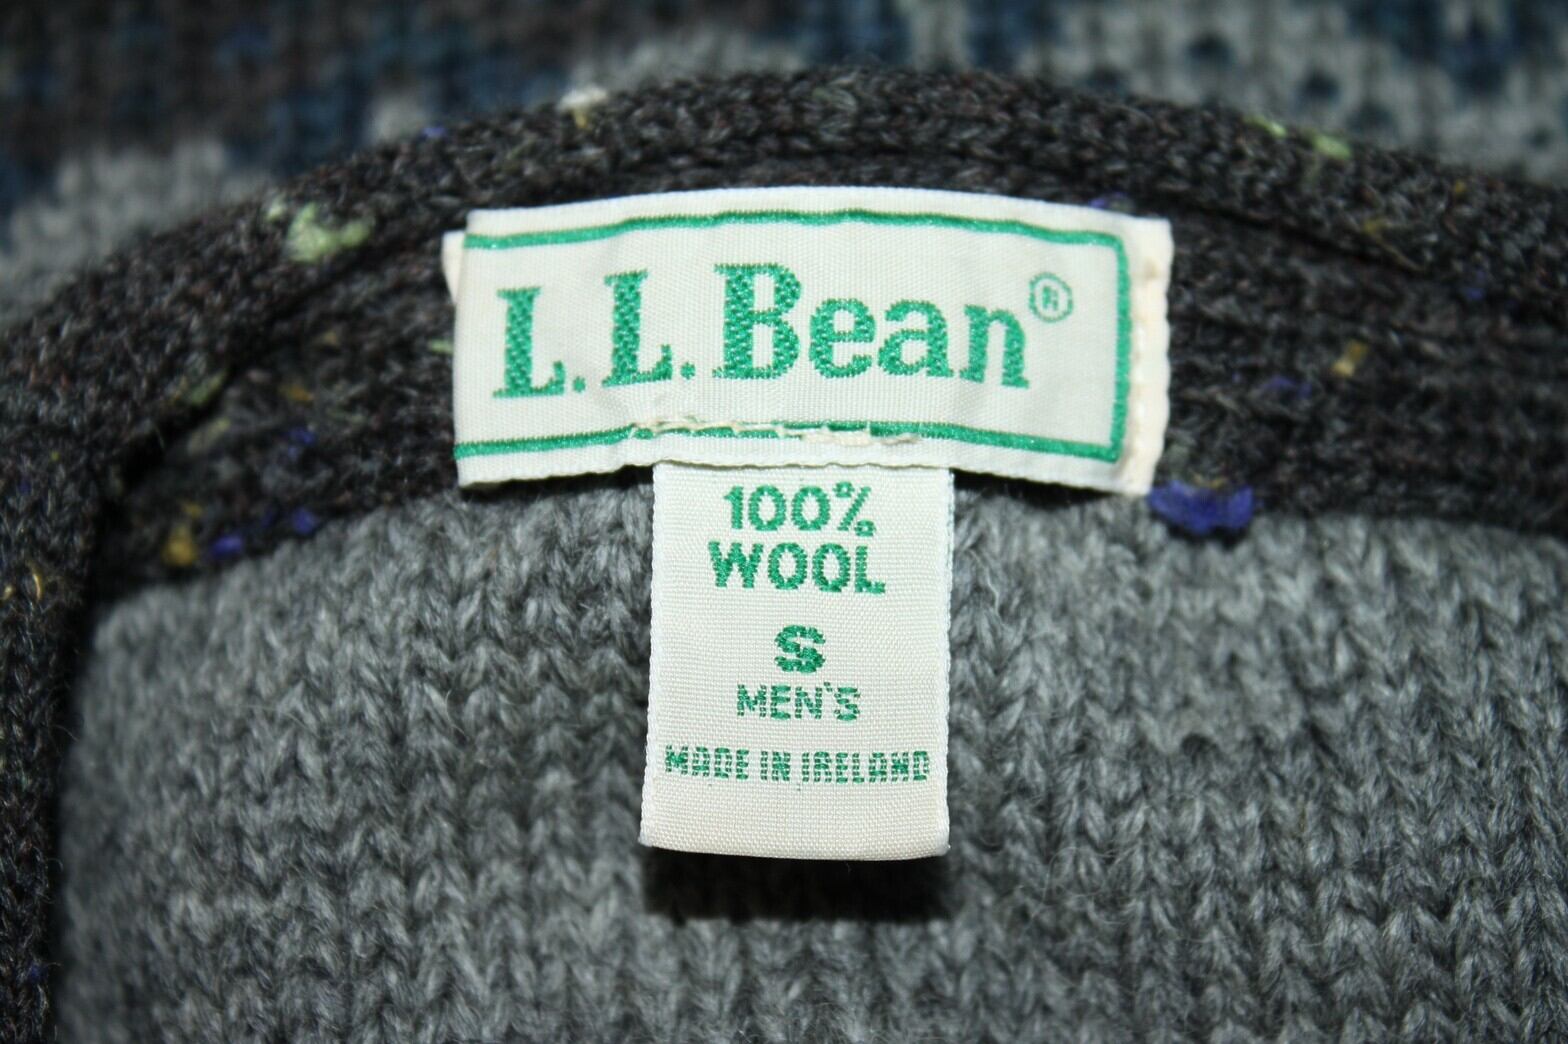 L.L.Bean®
100%
WOOL
S
MEN'S
MADE IN IRELAND